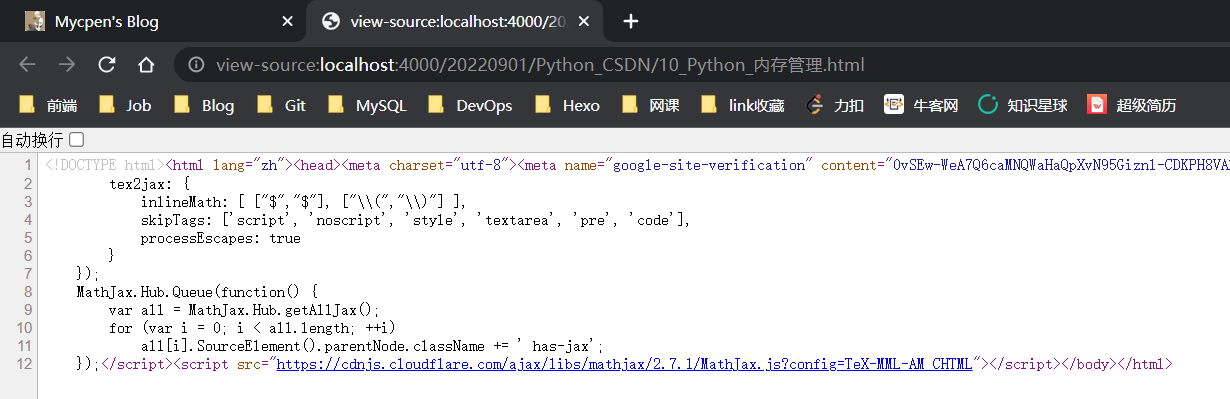 Mycpen's Blog
view-source:localhost:4000/20
view-source:localhost:4000/20220901/Python_CSDN/10_Python_内存管理.html
前端 Job Blog Git MySQL DevOps Hexo 网课 link收藏 力扣 牛客网 知识星球 超级简历
自动换行
1 <!DOCTYPE html><html lang="zh"><head><meta charset="utf-8"><meta name="google-site-verification" content="0vSEw-WeA7Q6caMNQWaHaQpXvN95Giznl-CDKPH8VA
2 tex2jax: {
3 inlineMath: [ ["$","$"], ["\\(","\\)"] ],
4 skipTags: ['script', 'noscript', 'style', 'textarea', 'pre', 'code'],
5 processEscapes: true
6 }
7 });
8 MathJax.Hub.Queue(function() {
9 var all = MathJax.Hub.getAllJax();
10 for (var i = 0; i < all.length; ++i)
11 all[i].SourceElement().parentNode.className += ' has-jax';
12 });</script><script src="https://cdnjs.cloudflare.com/ajax/libs/mathjax/2.7.1/MathJax.js?config=TeX-MML-AM_CHTML"></script></body></html>